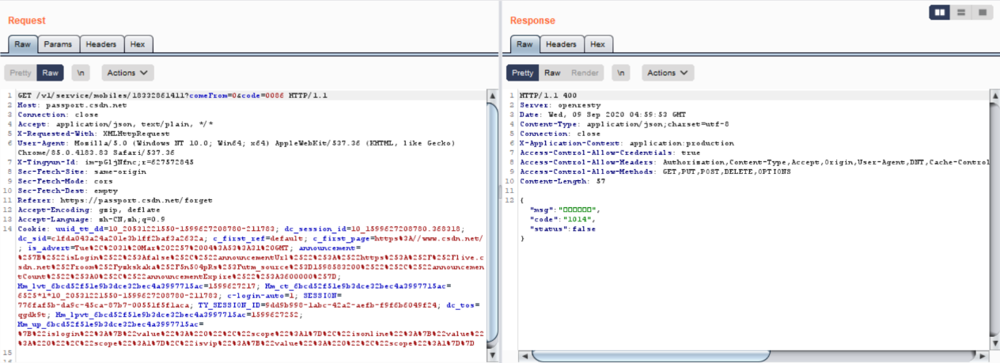 Request
Raw Params Headers Hex
Pretty Raw \n Actions
1 GET /v1/service/mobiles/18332861411?comeFrom=0&code=0086 HTTP/1.1
2 Host: passport.csdn.net
3 Connection: close
4 Accept: application/json, text/plain, */*
5 X-Requested-With: XMLHttpRequest
6 User-Agent: Mozilla/5.0 (Windows NT 10.0; Win64; x64) AppleWebKit/537.36 (KHTML, like Gecko)
Chrome/85.0.4183.83 Safari/537.36
7 X-Tingyun-Id: im-pGljNfnc;r=627572845
8 Sec-Fetch-Site: same-origin
9 Sec-Fetch-Mode: cors
10 Sec-Fetch-Dest: empty
11 Referer: https://passport.csdn.net/forget
12 Accept-Encoding: gzip, deflate
13 Accept-Language: zh-CN,zh;q=0.9
14 Cookie: uuid_tt_dd=10_20531221550-1599627208780-211783; dc_session_id=10_1599627208780.368318;
dc_sid=c1fda043a24a201e3b1ff2baf3a2632a; c_first_ref=default; c_first_page=https%3A//www.csdn.net/
; is_advert=Tue%2C%2031%20Mar%202257%2004%3A53%3A31%20GMT; announcement=
%257B%2522isLogin%2522%253Afalse%252C%2522announcementUrl%2522%253A%2522https%253A%252F%252Flive.c
sdn.net%252Froom%252Fyzkskaka%252F5n504pRs%253Futm_source%253D1598583200%2522%252C%2522announcemen
tCount%2522%253A0%252C%2522announcementExpire%2522%253A3600000%257D;
Hm_lvt_6bcd52f51e9b3dce32bec4a3997715ac=1599627217; Hm_ct_6bcd52f51e9b3dce32bec4a3997715ac=
6525*1*10_20531221550-1599627208780-211783; c-login-auto=1; SESSION=
776faf5b-da9c-45ca-87b7-00551f5f1aca; TY_SESSION_ID=9dd9b998-1abc-42a2-aefb-f9f6b6049f24; dc_tos=
qgdk9t; Hm_lpvt_6bcd52f51e9b3dce32bec4a3997715ac=1599627252;
Hm_up_6bcd52f51e9b3dce32bec4a3997715ac=
%7B%22islogin%22%3A%7B%22value%22%3A%220%22%2C%22scope%22%3A1%7D%2C%22isonline%22%3A%7B%22value%22
%3A%220%22%2C%22scope%22%3A1%7D%2C%22isvip%22%3A%7B%22value%22%3A%220%22%2C%22scope%22%3A1%7D%7D
15
Response
Raw Headers Hex
Pretty Raw Render \n Actions
1 HTTP/1.1 400
2 Server: openresty
3 Date: Wed, 09 Sep 2020 04:59:53 GMT
4 Content-Type: application/json;charset=utf-8
5 Connection: close
6 X-Application-Context: application:production
7 Access-Control-Allow-Credentials: true
8 Access-Control-Allow-Headers: Authorization,Content-Type,Accept,Origin,User-Agent,DNT,Cache-Control
9 Access-Control-Allow-Methods: GET,PUT,POST,DELETE,OPTIONS
10 Content-Length: 57
11
12 {
"msg":"□□□□□□",
"code":"1014",
"status":false
}